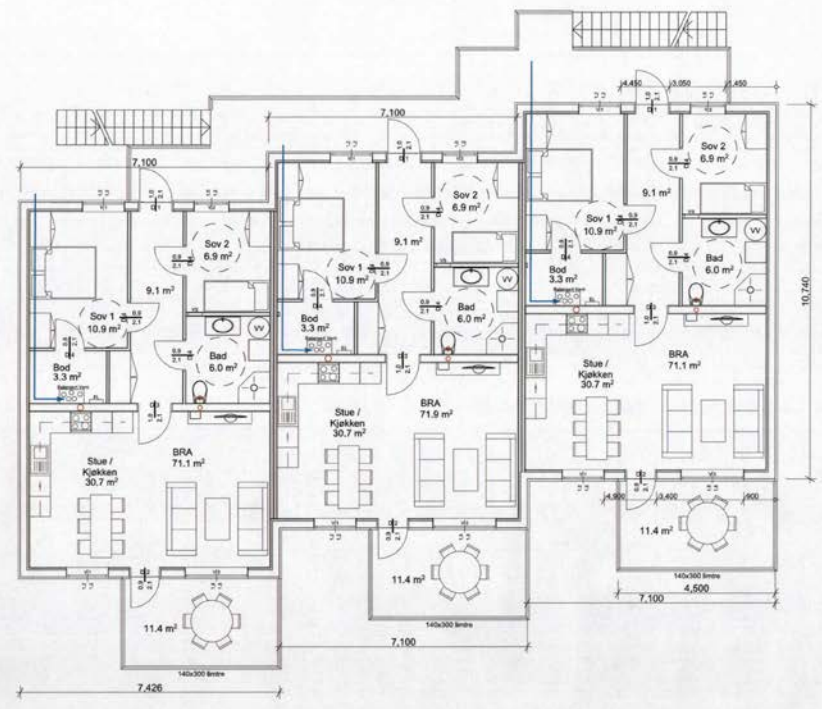 4,450
3,050
1,450
7,100
7,100
10,740
Sov 2
6.9 m²
9.1 m²
Sov 1
10.9 m²
Bod
3.3 m²
Bad
6.0 m²
VV
Stue /
Kjøkken
30.7 m²
BRA
71.1 m²
11.4 m²
140x300 limtre
7,426
Sov 2
6.9 m²
9.1 m²
Sov 1
10.9 m²
Bod
3.3 m²
Bad
6.0 m²
VV
Stue /
Kjøkken
30.7 m²
BRA
71.9 m²
11.4 m²
140x300 limtre
7,100
Sov 2
6.9 m²
9.1 m²
Sov 1
10.9 m²
Bod
3.3 m²
Bad
6.0 m²
VV
Stue /
Kjøkken
30.7 m²
BRA
71.1 m²
4,900
3,400
900
11.4 m²
140x300 limtre
4,500
7,100